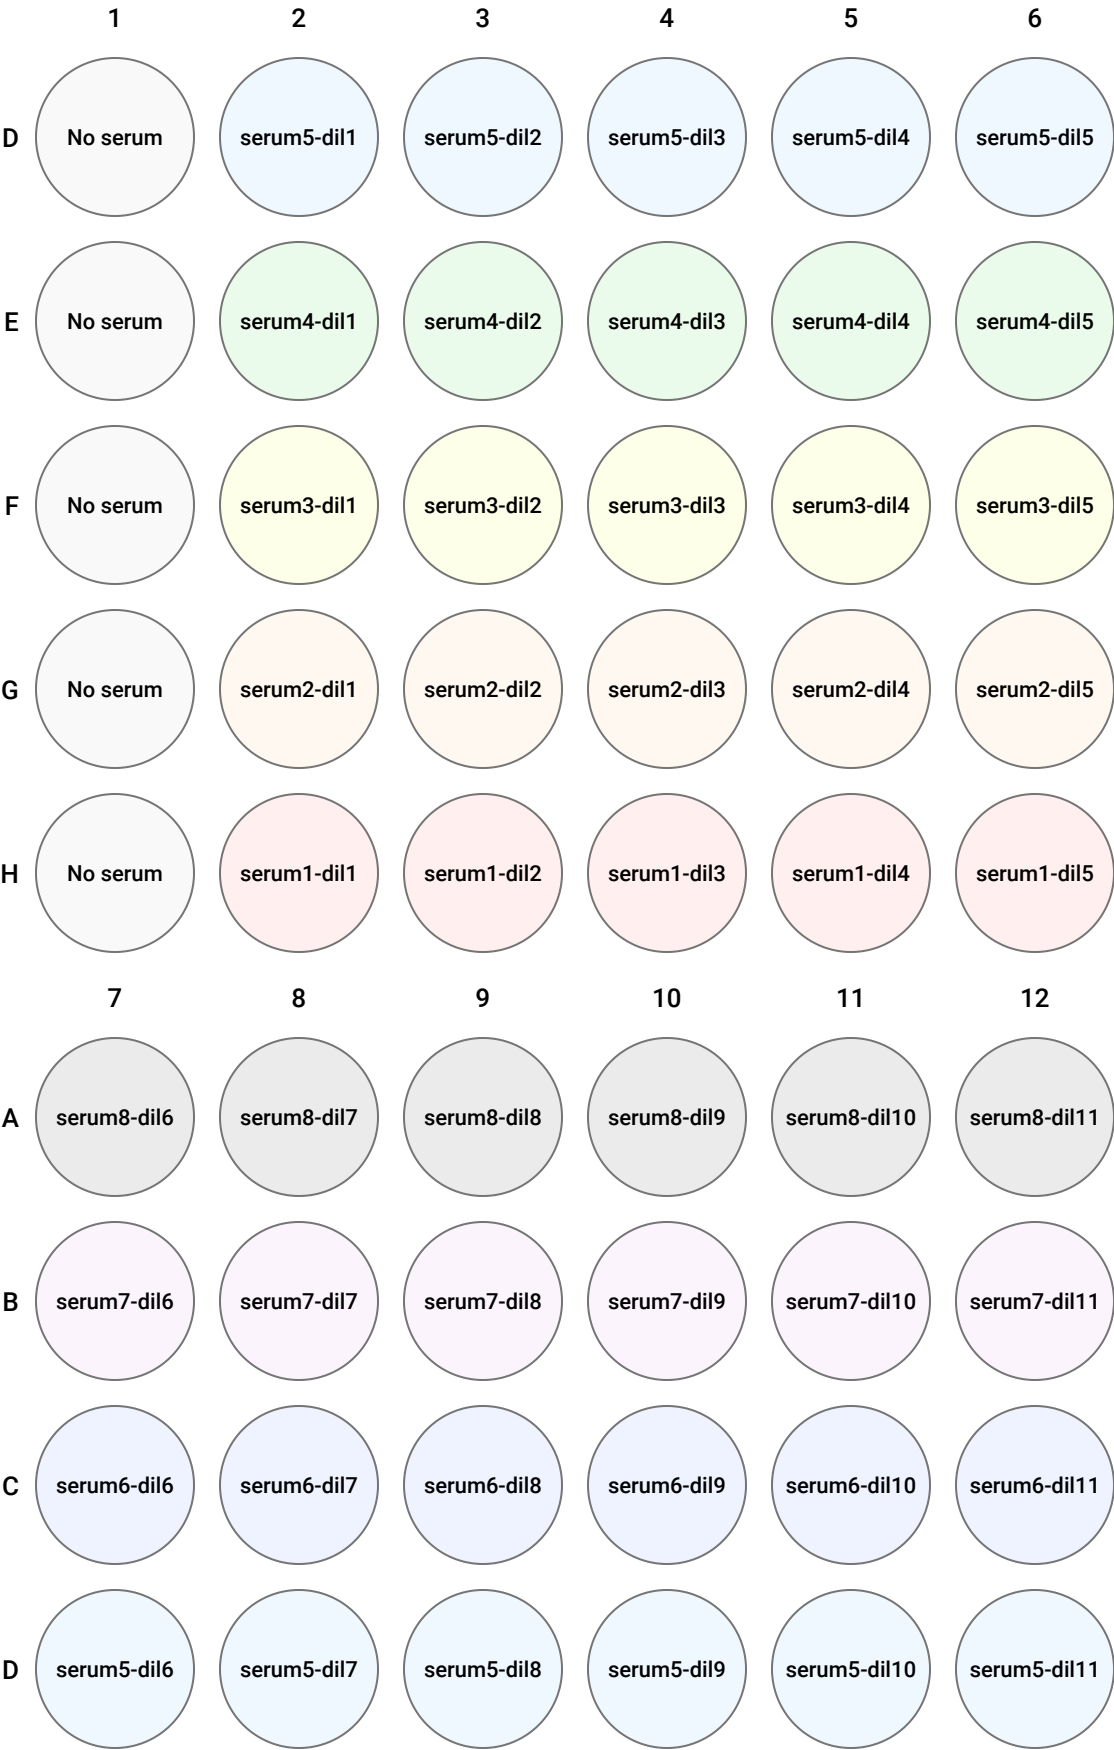 1 2 3 4 5 6
D No serum serum5-dil1 serum5-dil2 serum5-dil3 serum5-dil4 serum5-dil5
E No serum serum4-dil1 serum4-dil2 serum4-dil3 serum4-dil4 serum4-dil5
F No serum serum3-dil1 serum3-dil2 serum3-dil3 serum3-dil4 serum3-dil5
G No serum serum2-dil1 serum2-dil2 serum2-dil3 serum2-dil4 serum2-dil5
H No serum serum1-dil1 serum1-dil2 serum1-dil3 serum1-dil4 serum1-dil5
7 8 9 10 11 12
A serum8-dil6 serum8-dil7 serum8-dil8 serum8-dil9 serum8-dil10 serum8-dil11
B serum7-dil6 serum7-dil7 serum7-dil8 serum7-dil9 serum7-dil10 serum7-dil11
C serum6-dil6 serum6-dil7 serum6-dil8 serum6-dil9 serum6-dil10 serum6-dil11
D serum5-dil6 serum5-dil7 serum5-dil8 serum5-dil9 serum5-dil10 serum5-dil11